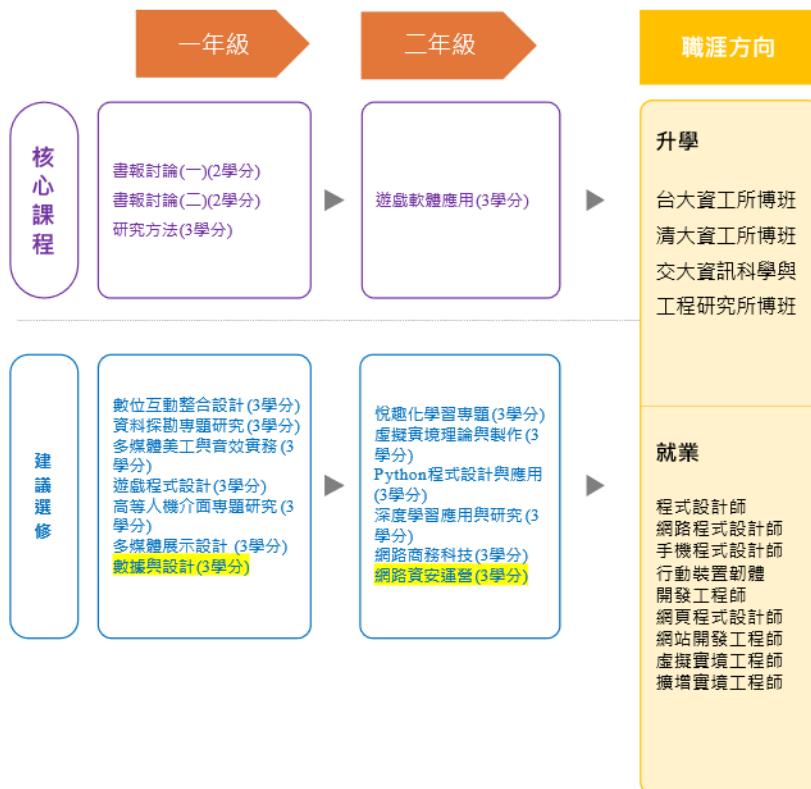 一年級
二年級
職涯方向
核
心
課
程
書報討論(一)(2學分)
書報討論(二)(2學分)
研究方法(3學分)
遊戲軟體應用(3學分)
升學
台大資工所博班
清大資工所博班
交大資訊科學與
工程研究所博班
建
議
選
修
數位互動整合設計(3學分)
資料探勘專題研究(3學分)
多媒體美工與音效實務(3
學分)
遊戲程式設計(3學分)
高等人機介面專題研究(3
學分)
多媒體展示設計 (3學分)
數據與設計(3學分)
悅趣化學習專題(3學分)
虛擬實境理論與製作(3
學分)
Python程式設計與應用
(3學分)
深度學習應用與研究(3
學分)
網路商務科技(3學分)
網路資安運營(3學分)
就業
程式設計師
網路程式設計師
手機程式設計師
行動裝置韌體
開發工程師
網頁程式設計師
網站開發工程師
虛擬實境工程師
擴增實境工程師